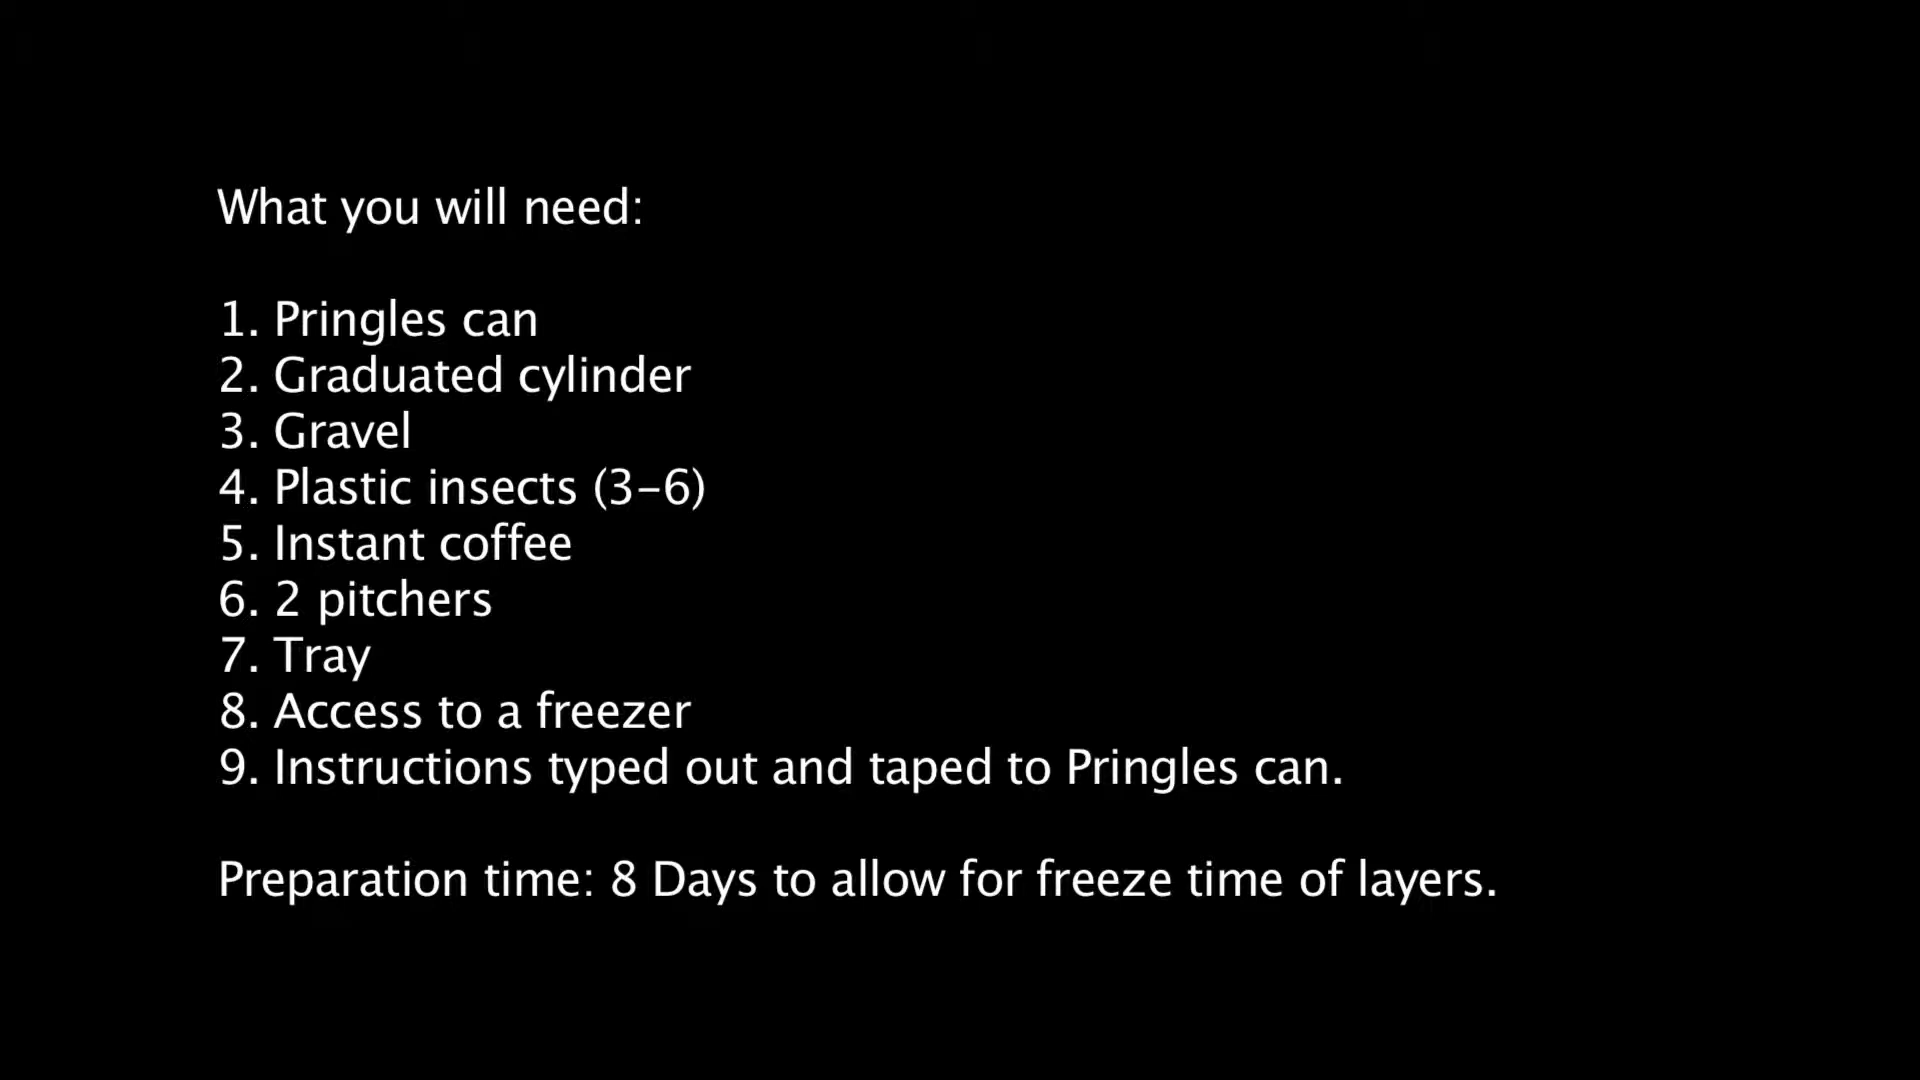 What you will need:
1. Pringles can
2. Graduated cylinder
3. Gravel
4. Plastic insects (3-6)
5. Instant coffee
6. 2 pitchers
7. Tray
8. Access to a freezer
9. Instructions typed out and taped to Pringles can.
Preparation time: 8 Days to allow for freeze time of layers.